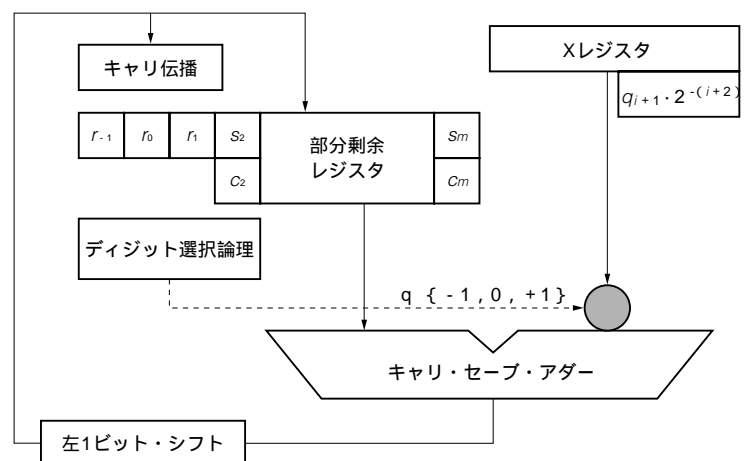 Xレジスタ
キャリ伝播
qi+1・2-(i+2)
r-1 r0 r1 S2 部分剰余 Sm
レジスタ
C2 Cm
ディジット選択論理
q { - 1 , 0 , + 1 }
キャリ・セーブ・アダー
左1ビット・シフト